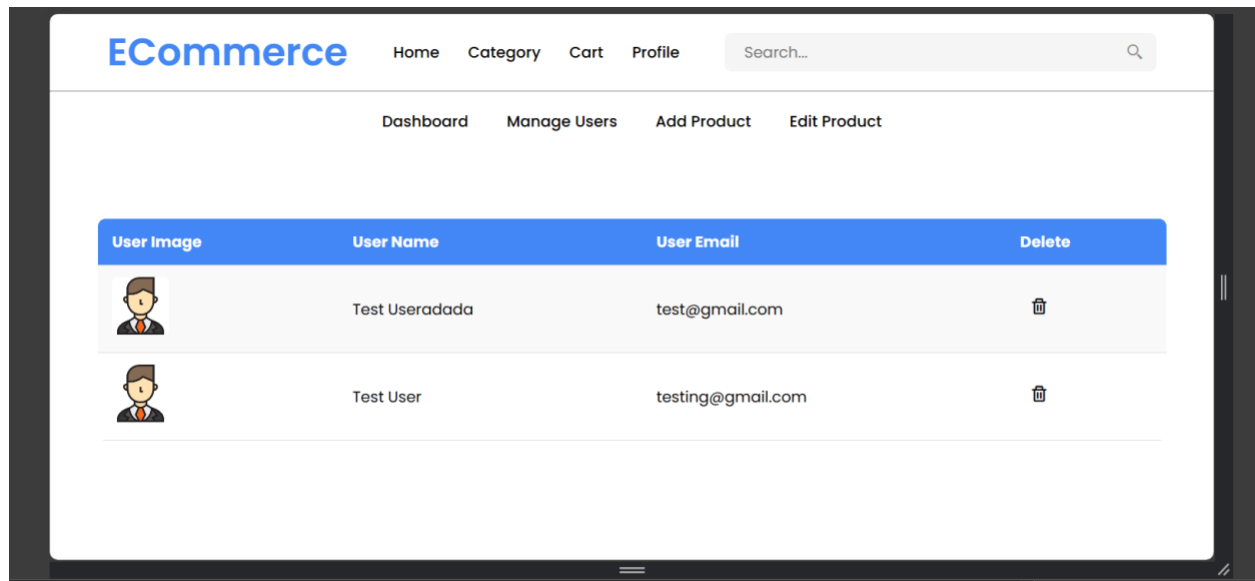 ECommerce Home Category Cart Profile Search...
Dashboard Manage Users Add Product Edit Product
User Image User Name User Email Delete
Test Useradada test@gmail.com
Test User testing@gmail.com